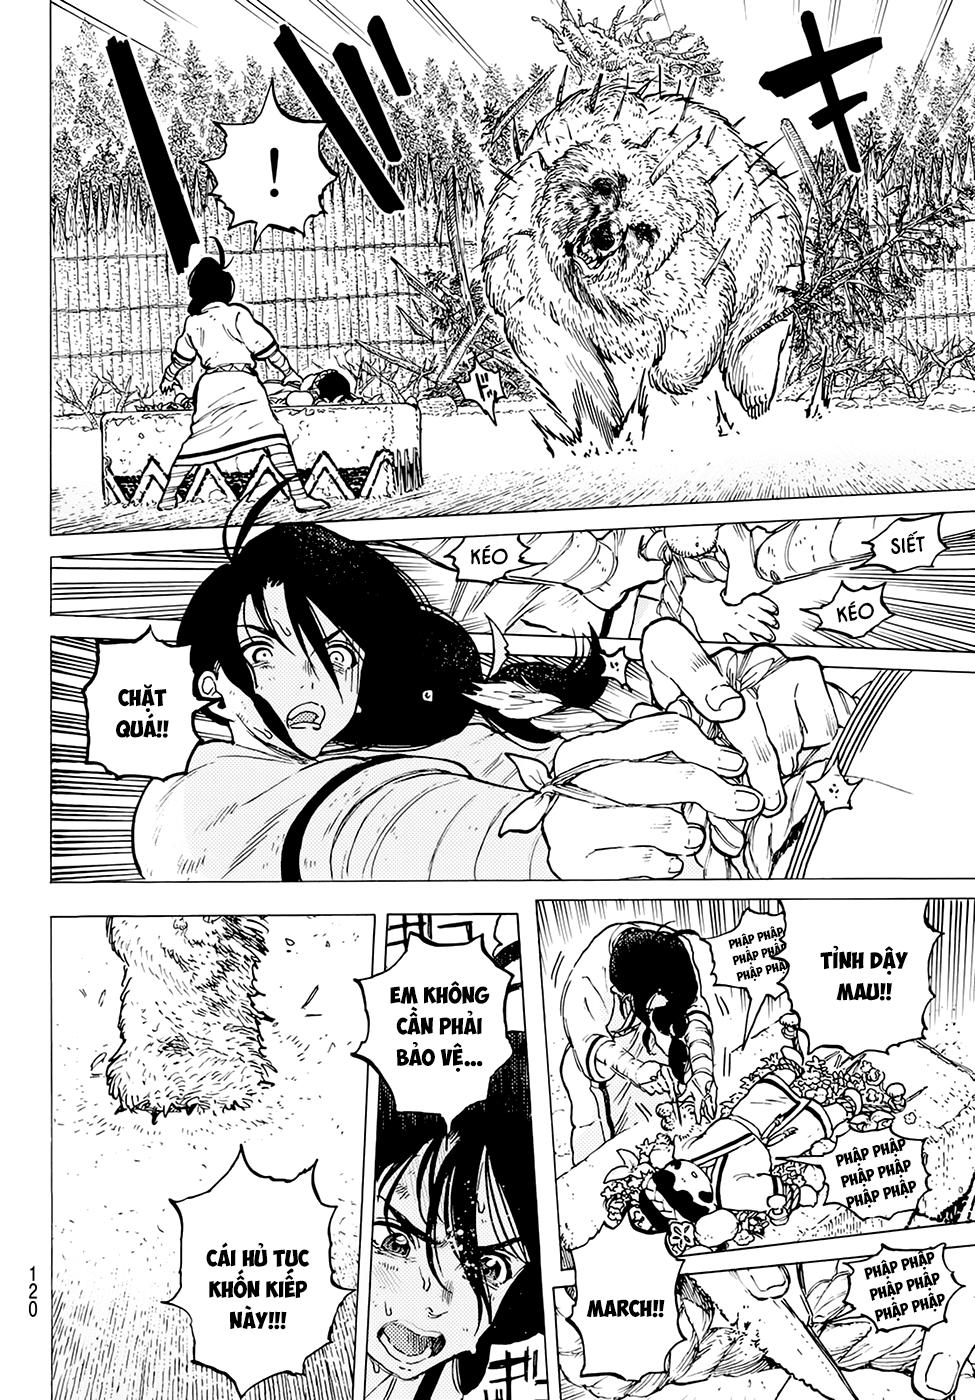 !
KÉO
SIẾT
KÉO
CHẶT
QUÁ!!
PHẬP PHẬP
PHẬP PHẬP
PHẬP PHẬ
TỈNH DẬY
MAU!!
PHẬP PHẬP
PHẬP PHẬP
PHẬP PHẬP
MARCH!!
PHẬP PHẬP
PHẬP PHẬP
PHẬP PHẬP
EM KHÔNG
CẦN PHẢI
BẢO VỆ...
CÁI HỦ TỤC
KHỐN KIẾP
NÀY!!!
120